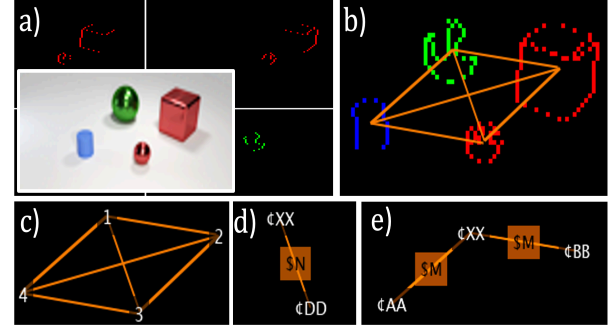 a)
b)
c)
1
2
3
4
d)
¢XX
$N
¢DD
e)
¢XX
$M
$M
¢BB
¢AA